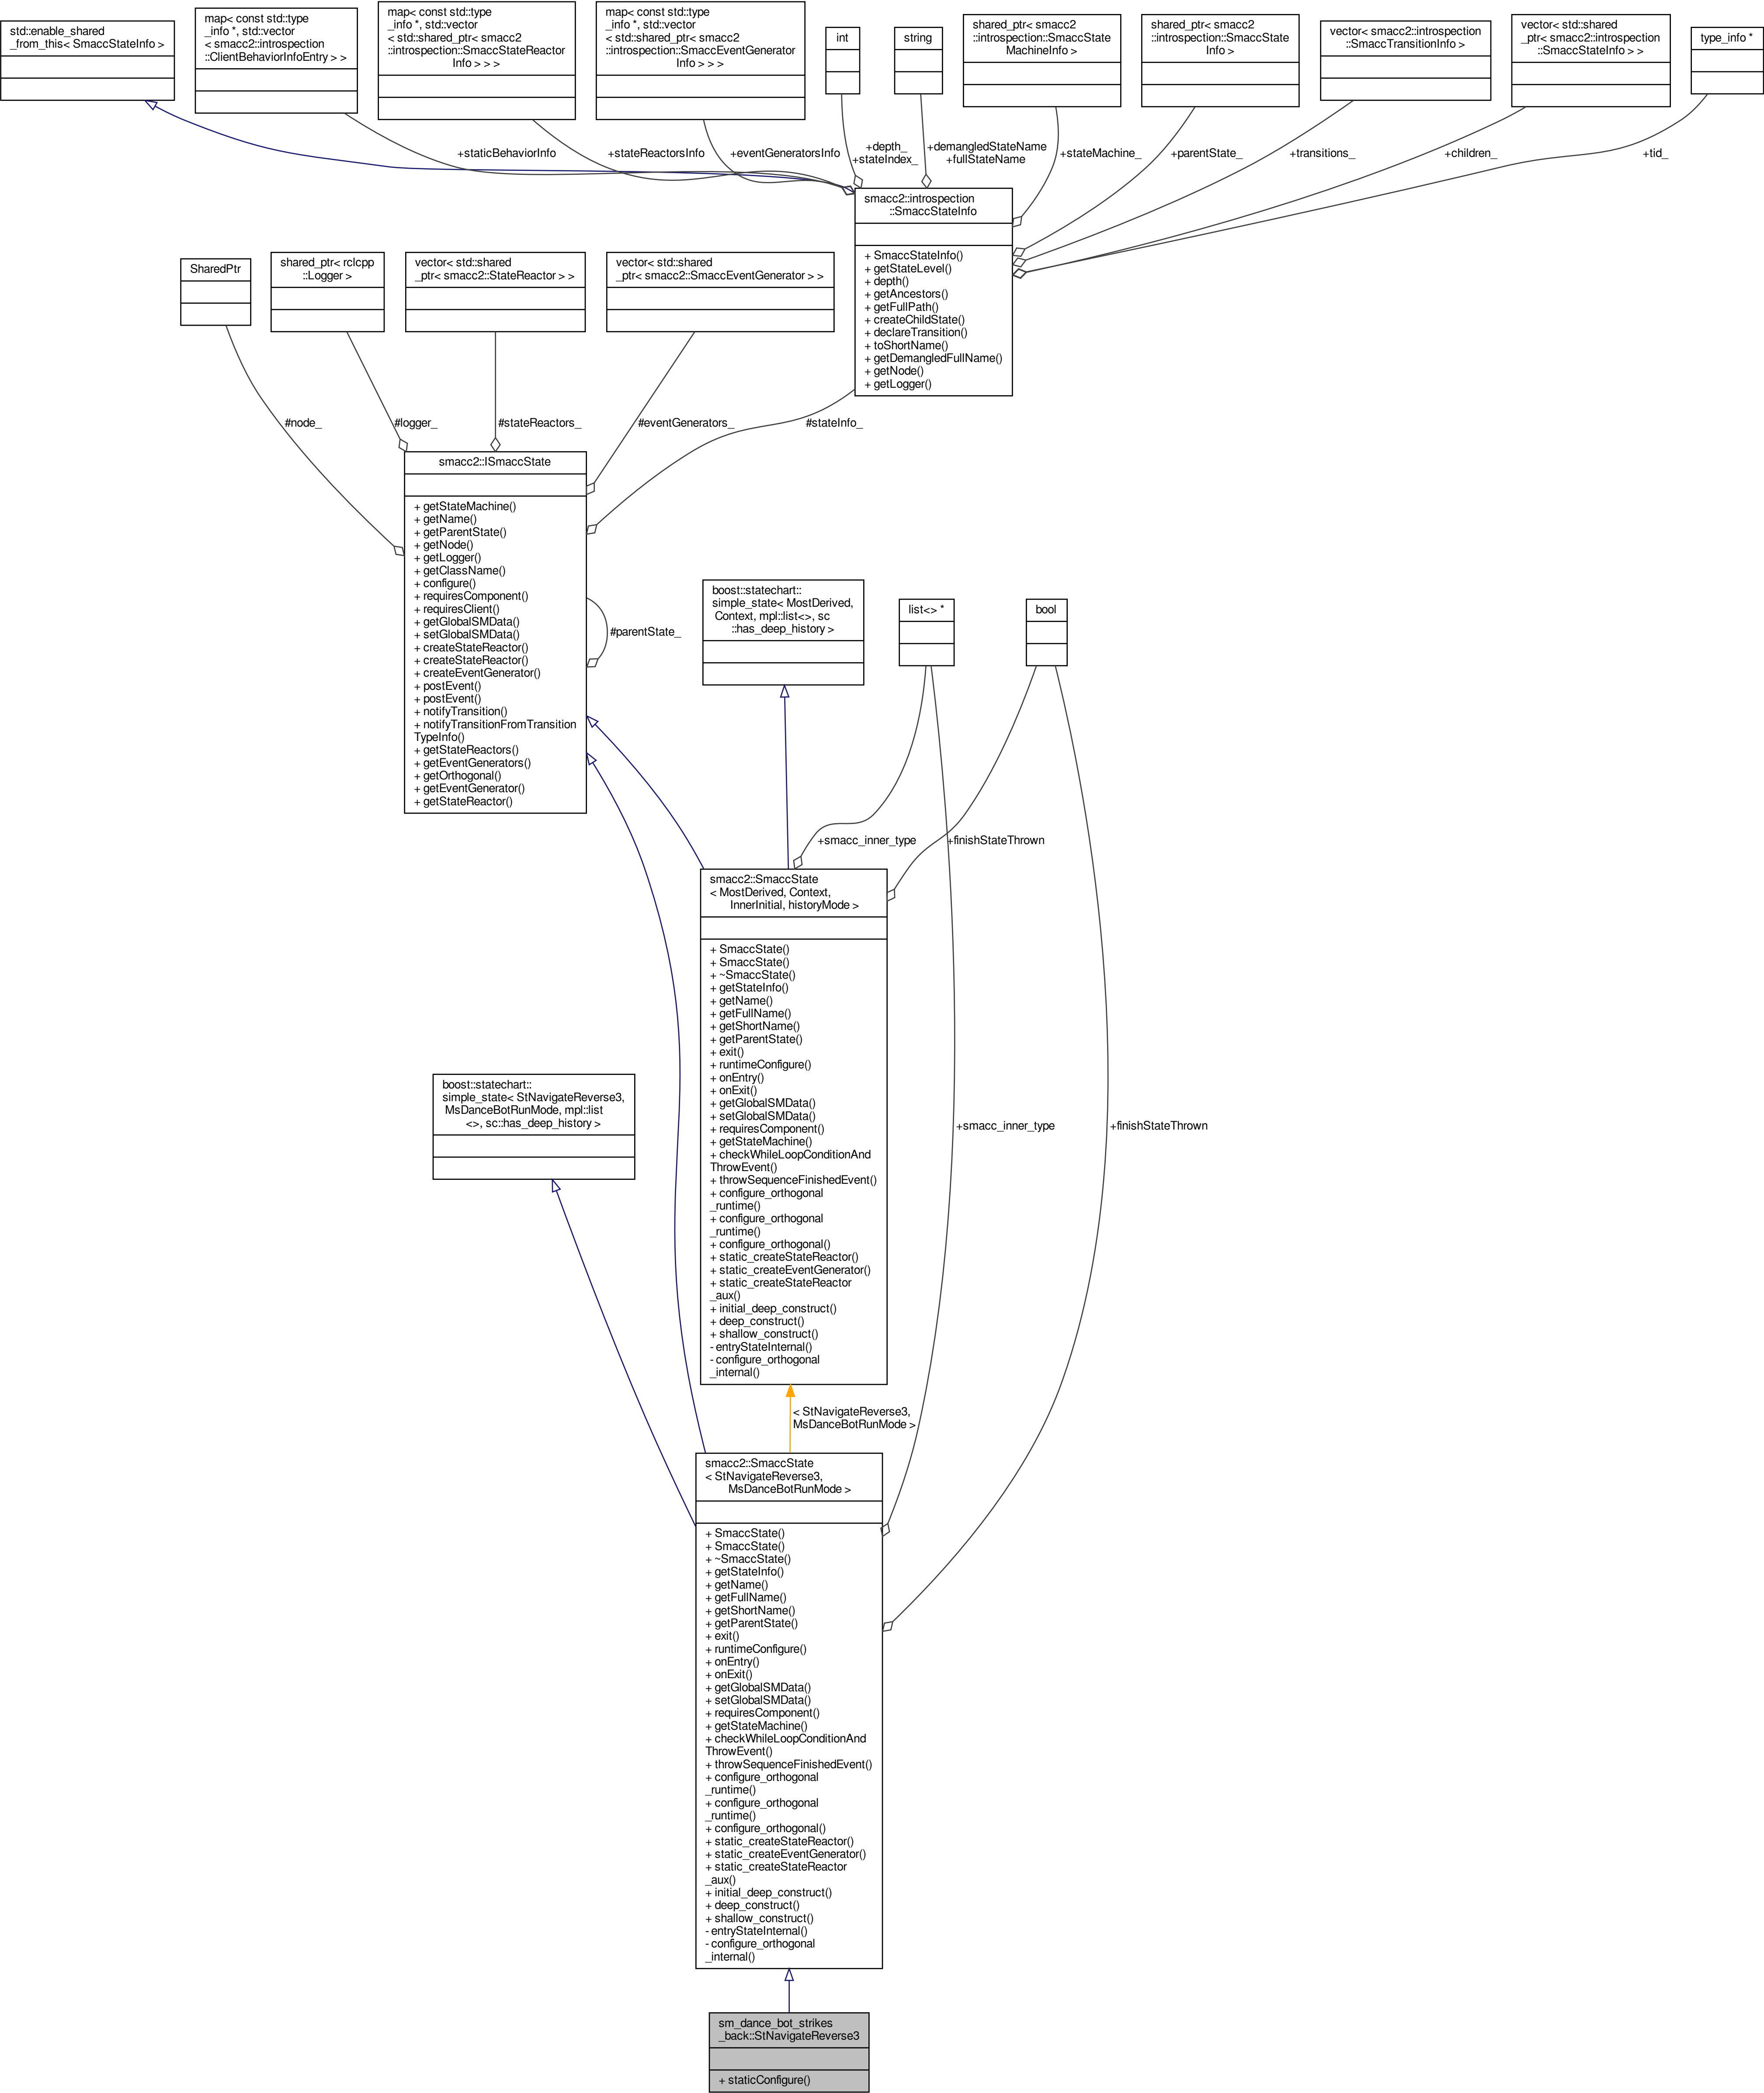 std::enable_shared
_from_this< SmaccStateInfo >
map< const std::type
_info *, std::vector
< smacc2::introspection
::ClientBehaviorInfoEntry > >
map< const std::type
_info *, std::vector
< std::shared_ptr< smacc2
::introspection::SmaccStateReactor
Info > > >
map< const std::type
_info *, std::vector
< std::shared_ptr< smacc2
::introspection::SmaccEventGenerator
Info > > >
int
string
shared_ptr< smacc2
::introspection::SmaccState
MachineInfo >
shared_ptr< smacc2
::introspection::SmaccState
Info >
vector< smacc2::introspection
::SmaccTransitionInfo >
vector< std::shared
_ptr< smacc2::introspection
::SmaccStateInfo > >
type_info *
+staticBehaviorInfo
+stateReactorsInfo
+eventGeneratorsInfo
+depth_
+stateIndex_
+demangledStateName
+fullStateName
+stateMachine_
+parentState_
+transitions_
+children_
+tid_
smacc2::introspection
::SmaccStateInfo
+ SmaccStateInfo()
+ getStateLevel()
+ depth()
+ getAncestors()
+ getFullPath()
+ createChildState()
+ declareTransition()
+ toShortName()
+ getDemangledFullName()
+ getNode()
+ getLogger()
SharedPtr
shared_ptr< rclcpp
::Logger >
vector< std::shared
_ptr< smacc2::StateReactor > >
vector< std::shared
_ptr< smacc2::SmaccEventGenerator > >
#node_
#logger_
#stateReactors_
#eventGenerators_
#stateInfo_
smacc2::ISmaccState
+ getStateMachine()
+ getName()
+ getParentState()
+ getNode()
+ getLogger()
+ getClassName()
+ configure()
+ requiresComponent()
+ requiresClient()
+ getGlobalSMData()
+ setGlobalSMData()
+ createStateReactor()
+ createStateReactor()
+ createEventGenerator()
+ postEvent()
+ postEvent()
+ notifyTransition()
+ notifyTransitionFromTransition
TypeInfo()
+ getStateReactors()
+ getEventGenerators()
+ getOrthogonal()
+ getEventGenerator()
+ getStateReactor()
#parentState_
boost::statechart::
simple_state< MostDerived,
Context, mpl::list<>, sc
::has_deep_history >
list<> *
bool
+smacc_inner_type
+finishStateThrown
smacc2::SmaccState
< MostDerived, Context,
InnerInitial, historyMode >
+ SmaccState()
+ SmaccState()
+ ~SmaccState()
+ getStateInfo()
+ getName()
+ getFullName()
+ getShortName()
+ getParentState()
+ exit()
+ runtimeConfigure()
+ onEntry()
+ onExit()
+ getGlobalSMData()
+ setGlobalSMData()
+ requiresComponent()
+ getStateMachine()
+ checkWhileLoopConditionAnd
ThrowEvent()
+ throwSequenceFinishedEvent()
+ configure_orthogonal
_runtime()
+ configure_orthogonal
_runtime()
+ configure_orthogonal()
+ static_createStateReactor()
+ static_createEventGenerator()
+ static_createStateReactor
_aux()
+ initial_deep_construct()
+ deep_construct()
+ shallow_construct()
- entryStateInternal()
- configure_orthogonal
_internal()
boost::statechart::
simple_state< StNavigateReverse3,
MsDanceBotRunMode, mpl::list
<>, sc::has_deep_history >
+smacc_inner_type
+finishStateThrown
< StNavigateReverse3,
MsDanceBotRunMode >
smacc2::SmaccState
< StNavigateReverse3,
MsDanceBotRunMode >
+ SmaccState()
+ SmaccState()
+ ~SmaccState()
+ getStateInfo()
+ getName()
+ getFullName()
+ getShortName()
+ getParentState()
+ exit()
+ runtimeConfigure()
+ onEntry()
+ onExit()
+ getGlobalSMData()
+ setGlobalSMData()
+ requiresComponent()
+ getStateMachine()
+ checkWhileLoopConditionAnd
ThrowEvent()
+ throwSequenceFinishedEvent()
+ configure_orthogonal
_runtime()
+ configure_orthogonal
_runtime()
+ configure_orthogonal()
+ static_createStateReactor()
+ static_createEventGenerator()
+ static_createStateReactor
_aux()
+ initial_deep_construct()
+ deep_construct()
+ shallow_construct()
- entryStateInternal()
- configure_orthogonal
_internal()
sm_dance_bot_strikes
_back::StNavigateReverse3
+ staticConfigure()